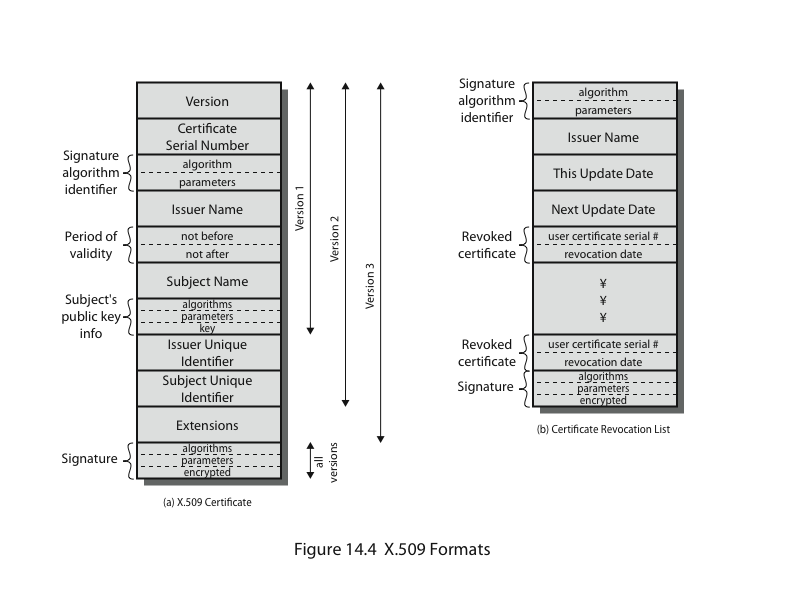 Version
Certificate
Serial Number
Signature
algorithm
identifier
algorithm
parameters
Issuer Name
Period of
validity
not before
not after
Subject Name
Subject's
public key
info
algorithms
parameters
key
Issuer Unique
Identifier
Subject Unique
Identifier
Extensions
Signature
algorithms
parameters
encrypted
Version 1
Version 2
Version 3
all
versions
(a) X.509 Certificate
Signature
algorithm
identifier
algorithm
parameters
Issuer Name
This Update Date
Next Update Date
Revoked
certificate
user certificate serial #
revocation date
¥
¥
¥
Revoked
certificate
user certificate serial #
revocation date
Signature
algorithms
parameters
encrypted
(b) Certificate Revocation List
Figure 14.4 X.509 Formats